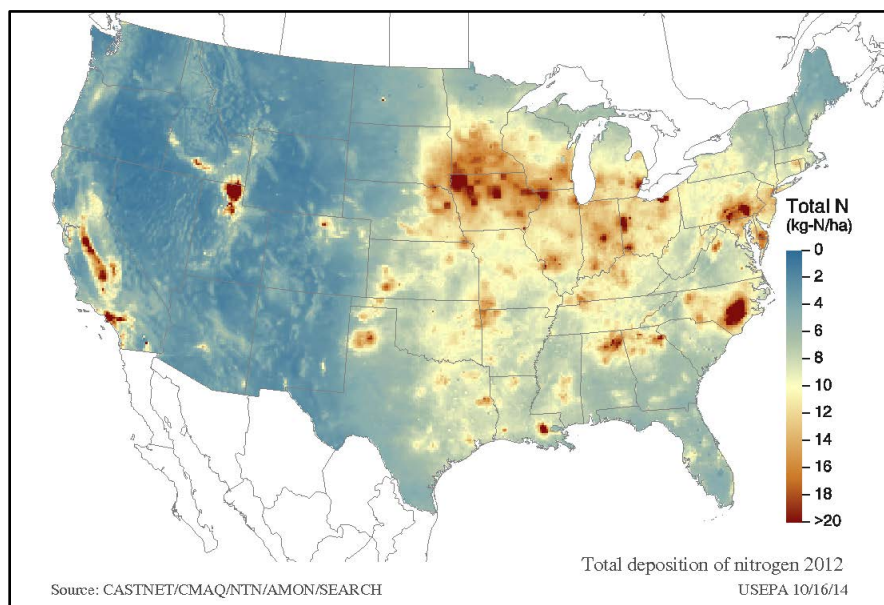 Total N
(kg-N/ha)
0
2
4
6
8
10
12
14
16
18
>20
Total deposition of nitrogen 2012
Source: CASTNET/CMAQ/NTN/AMON/SEARCH
USEPA 10/16/14